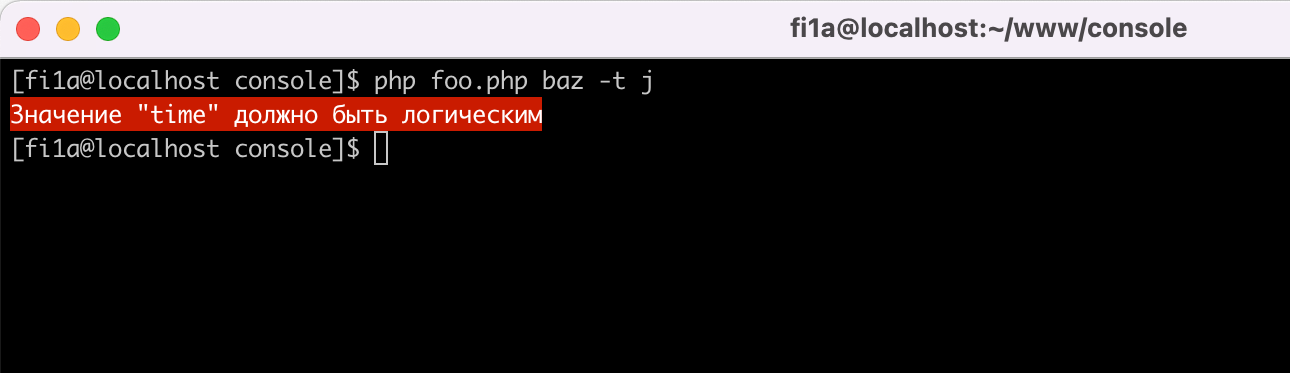 fi1a@localhost:~/www/console
[fi1a@localhost console]$ php foo.php baz -t j
Значение "time" должно быть логическим
[fi1a@localhost console]$